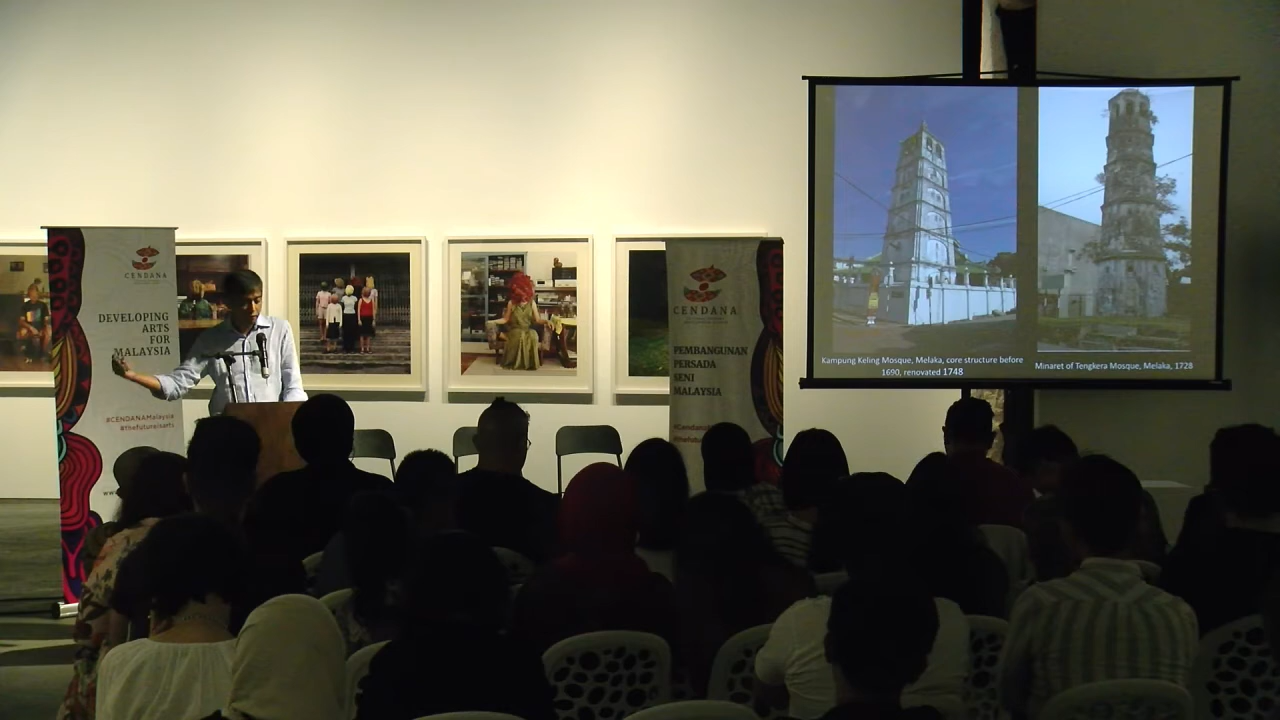 CENDANA
DEVELOPING
ARTS
FOR
MALAYSIA
#CENDANAMalaysia
#thefutureisarts
CENDANA
PEMBANGUNAN
PERSADA
SENI
MALAYSIA
Kampung Keling Mosque, Melaka, core structure before
1690, renovated 1748
Minaret of Tengkera Mosque, Melaka, 1728